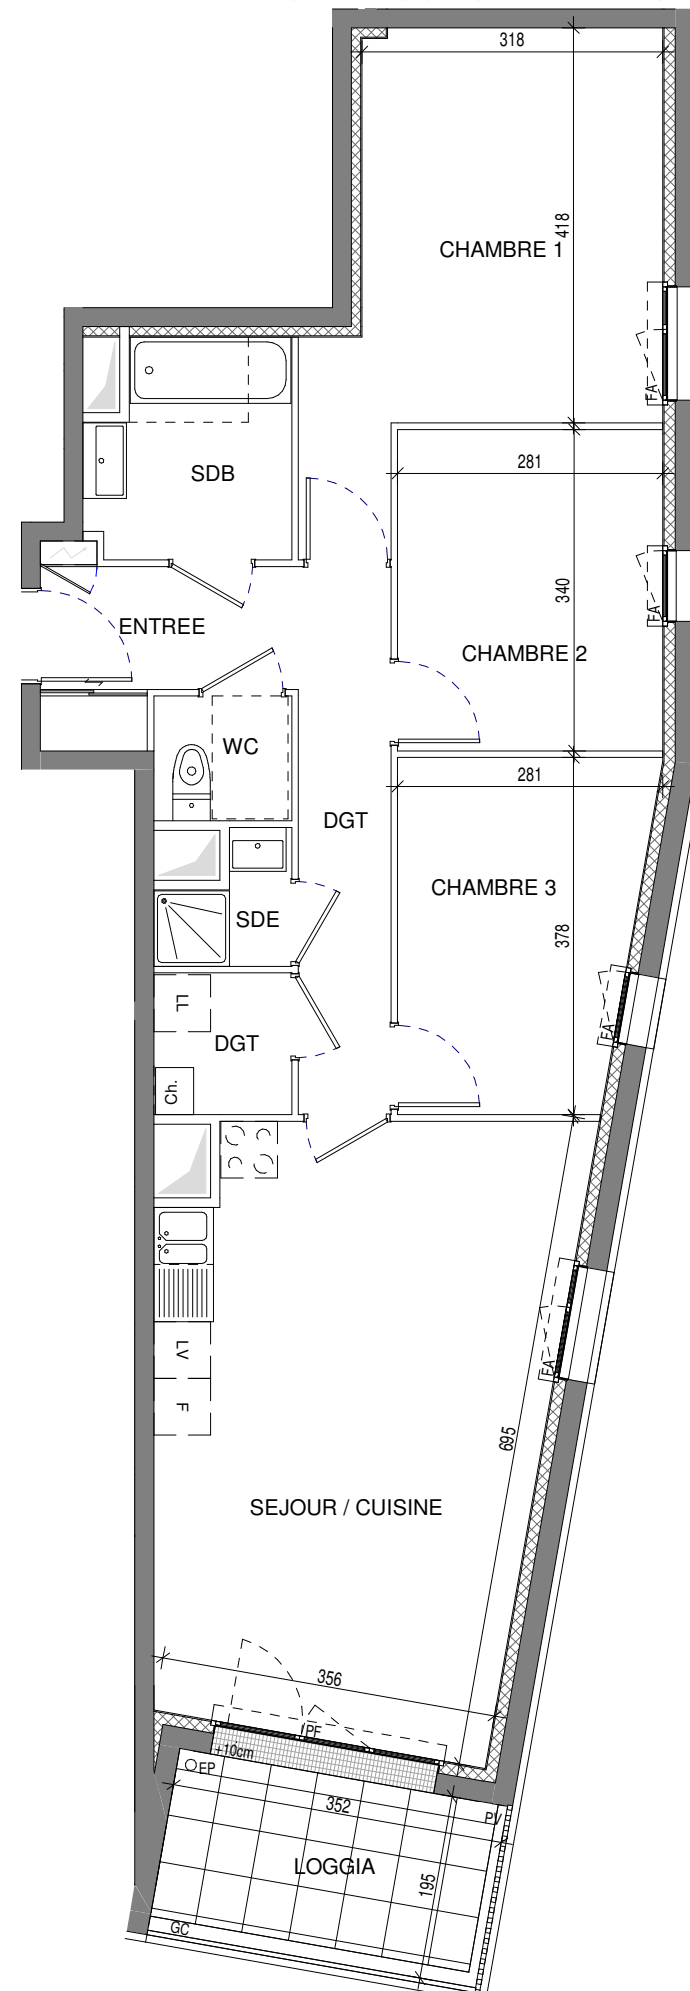 318
418
CHAMBRE 1
FA
SDB
281
340
FA
ENTREE
CHAMBRE 2
WC
281
DGT
CHAMBRE 3
378
SDE
LL
FA
DGT
Ch.
FA
LV
F
695
SEJOUR / CUISINE
356
PF
+10cm
EP
352
PV
LOGGIA
195
GC